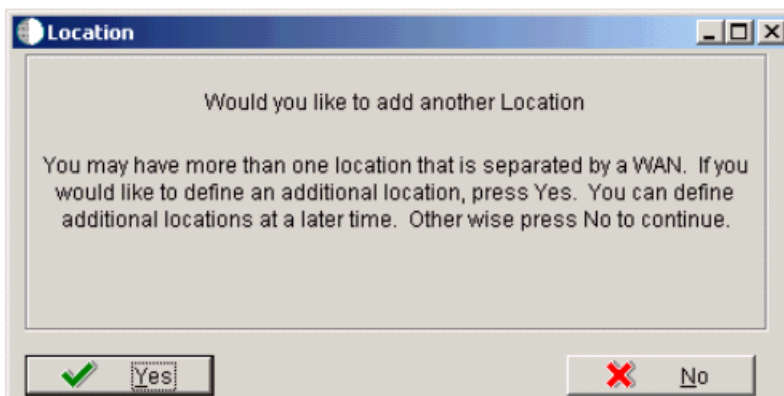 Location
Would you like to add another Location
You may have more than one location that is separated by a WAN. If you
would like to define an additional location, press Yes. You can define
additional locations at a later time. Other wise press No to continue.
Yes
No